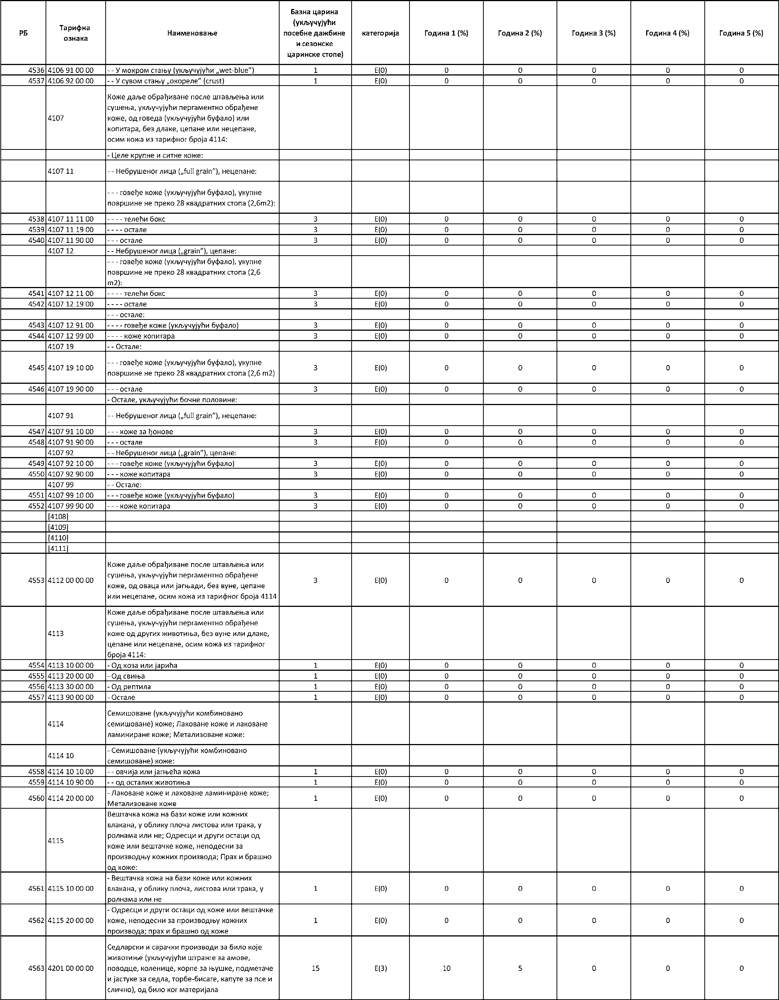 РБ Тарифна ознака Наименовање Базна царина (укључујући посебне дажбине и сезонске царинске стопе) категорија Година 1 (%) Година 2 (%) Година 3 (%) Година 4 (%) Година 5 (%)
4536 4106 91 00 00 - - У мокром стању (укључујући „wet-blue”) 1 E(0) 0 0 0 0 0
4537 4106 92 00 00 - - У сувом стању „окореле” (crust) 1 E(0) 0 0 0 0 0
4107 Коже даље обрађиване после штављења или
сушења, укључујући пергаментно обрађене
коже, од говеда (укључујући буфало) или
копитара, без длаке, цепане или нецепане,
осим кожа из тарифног броја 4114:
- Целе крупне и ситне коже:
4107 11 - - Небрушеног лица („full grain”), нецепане:
- - - говеђе коже (укључујући буфало), укупне
површине не преко 28 квадратних стопа (2,6m2):
4538 4107 11 11 00 - - - - телећи бокс 3 E(0) 0 0 0 0 0
4539 4107 11 19 00 - - - - остале 3 E(0) 0 0 0 0 0
4540 4107 11 90 00 - - - остале 3 E(0) 0 0 0 0 0
4107 12 - - Небрушеног лица („grain”), цепане:
- - - говеђе коже (укључујући буфало), укупне
површине не преко 28 квадратних стопа (2,6
m2):
4541 4107 12 11 00 - - - - телећи бокс 3 E(0) 0 0 0 0 0
4542 4107 12 19 00 - - - - остале 3 E(0) 0 0 0 0 0
- - - остале:
4543 4107 12 91 00 - - - - говеђе коже (укључујући буфало) 3 E(0) 0 0 0 0 0
4544 4107 12 99 00 - - - - коже копитара 3 E(0) 0 0 0 0 0
4107 19 - - Остале:
4545 4107 19 10 00 - - - говеђе коже (укључујући буфало), укупне
површине не преко 28 квадратних стопа (2,6 m2) 3 E(0) 0 0 0 0 0
4546 4107 19 90 00 - - - остале 3 E(0) 0 0 0 0 0
- Остале, укључујући бочне половине:
4107 91 - - Небрушеног лица („full grain”), нецепане:
4547 4107 91 10 00 - - - коже за ђонове 3 E(0) 0 0 0 0 0
4548 4107 91 90 00 - - - остале 3 E(0) 0 0 0 0 0
4107 92 - - Небрушеног лица („grain”), цепане:
4549 4107 92 10 00 - - - говеђе коже (укључујући буфало) 3 E(0) 0 0 0 0 0
4550 4107 92 90 00 - - - коже копитара 3 E(0) 0 0 0 0 0
4107 99 - - Остале:
4551 4107 99 10 00 - - - говеђе коже (укључујући буфало) 3 E(0) 0 0 0 0 0
4552 4107 99 90 00 - - - коже копитара 3 E(0) 0 0 0 0 0
[4108]
[4109]
[4110]
[4111]
4553 4112 00 00 00 Коже даље обрађиване после штављења или
сушења, укључујући пергаментно обрађене
коже, од оваца или јагњади, без вуне, цепане
или нецепане, осим кожа из тарифног броја 4114 3 E(0) 0 0 0 0 0
4113 Коже даље обрађиване после штављења или
сушења, укључујући пергаментно обрађене
коже од других животиња, без вуне или длаке,
цепане или нецепане, осим кожа из тарифног
броја 4114:
4554 4113 10 00 00 - Од коза или јарића 1 E(0) 0 0 0 0 0
4555 4113 20 00 00 - Од свиња 1 E(0) 0 0 0 0 0
4556 4113 30 00 00 - Од рептила 1 E(0) 0 0 0 0 0
4557 4113 90 00 00 - Остале 1 E(0) 0 0 0 0 0
4114 Семишоване (укључујући комбиновано
семишоване) коже; Лаковане коже и лаковане
ламиниране коже; Метализоване коже:
4114 10 - Семишоване (укључујући комбиновано
семишоване) коже:
4558 4114 10 10 00 - - овчија или јагњећа кожа 1 E(0) 0 0 0 0 0
4559 4114 10 90 00 - - од осталих животиња 1 E(0) 0 0 0 0 0
4560 4114 20 00 00 - Лаковане коже и лаковане ламиниране коже;
Метализоване коже 1 E(0) 0 0 0 0 0
4115 Вештачка кожа на бази коже или кожних
влакана, у облику плоча листова или трака, у
ролнама или не; Одресци и други остаци од
коже или вештачке коже, неподесни за
производњу кожних производа; Прах и брашно
од коже:
4561 4115 10 00 00 - Вештачка кожа на бази коже или кожних
влакана, у облику плоча, листова или трака, у
ролнама или не 1 E(0) 0 0 0 0 0
4562 4115 20 00 00 - Одресци и други остаци од коже или вештачке
коже, неподесни за производњу кожних
производа; прах и брашно од коже 1 E(0) 0 0 0 0 0
4563 4201 00 00 00 Седларски и сарачки производи за било које
животиње (укључујући штранге за амове,
поводце, коленице, корпе за њушке, подметаче
и јастуке за седла, торбе-бисаге, капуте за псе и
слично), од било ког материјала 15 E(3) 10 5 0 0 0